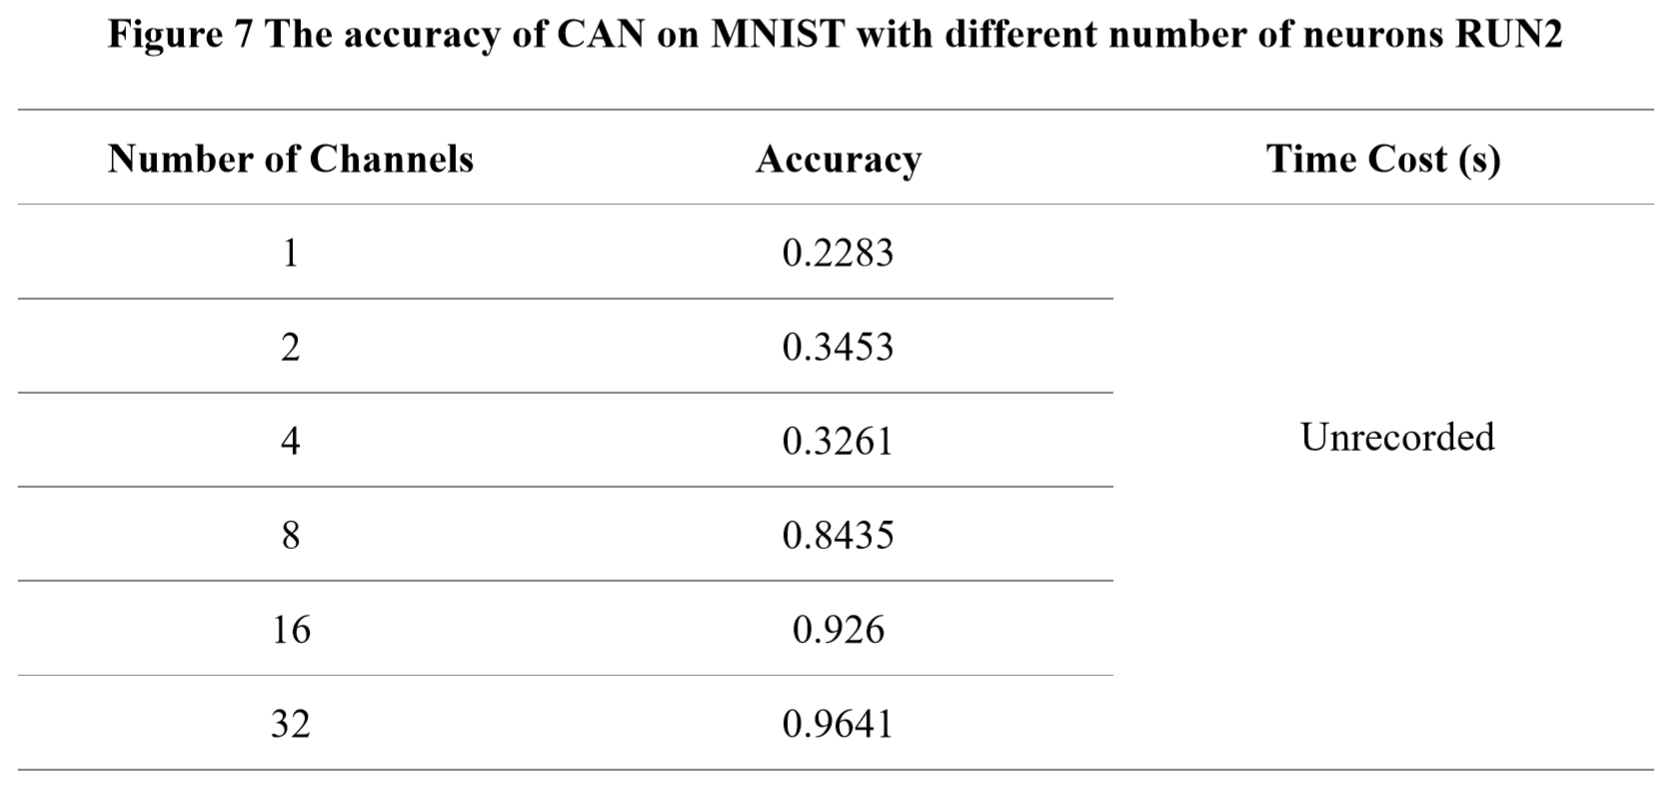 Figure 7 The accuracy of CAN on MNIST with different number of neurons RUN2
Number of Channels Accuracy Time Cost (s)
1 0.2283
2 0.3453
4 0.3261
Unrecorded
8 0.8435
16 0.926
32 0.9641